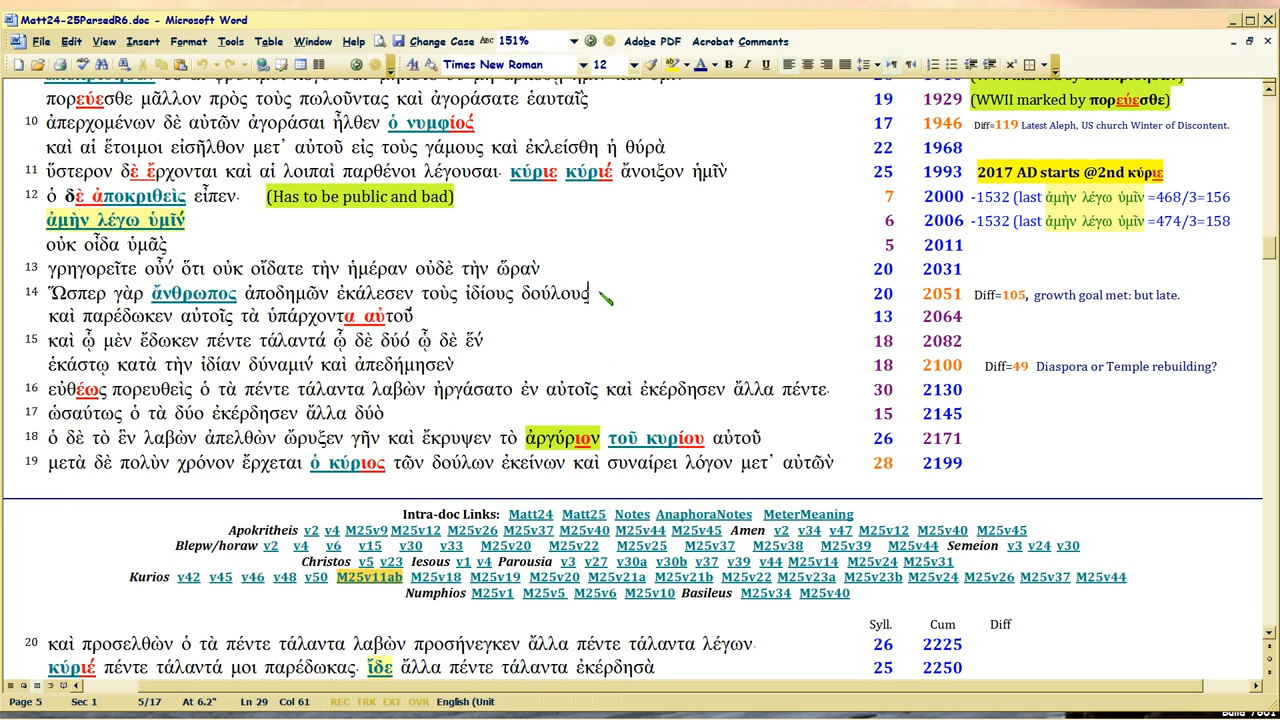 Matt24-25ParsedR6.doc - Microsoft Word
File Edit View Insert Format Tools Table Window Help Change Case 151% Adobe PDF Acrobat Comments
Times New Roman 12 B I U
πορεύεσθε μᾶλλον πρὸς τοὺς πωλοῦντας καὶ ἀγοράσατε ἑαυταῖς 19 1929 (WWII marked by πορεύεσθε)
10 ἀπερχομένων δὲ αὐτῶν ἀγοράσαι ἦλθεν ὁ νυμφίος 17 1946 Diff=119 Latest Aleph, US church Winter of Discontent.
καὶ αἱ ἕτοιμοι εἰσῆλθον μετ᾽ αὐτοῦ εἰς τοὺς γάμους καὶ ἐκλείσθη ἡ θύρα 22 1968
11 ὕστερον δὲ ἔρχονται καὶ αἱ λοιπαὶ παρθένοι λέγουσαι· κύριε κύριέ ἄνοιξον ἡμῖν 25 1993 2017 AD starts @2nd κύριε
12 ὁ δὲ ἀποκριθεὶς εἶπεν· (Has to be public and bad) 7 2000 -1532 (last ἀμὴν λέγω ὑμῖν =468/3=156
ἀμὴν λέγω ὑμῖν 6 2006 -1532 (last ἀμὴν λέγω ὑμῖν =474/3=158
οὐκ οἶδα ὑμᾶς 5 2011
13 γρηγορεῖτε οὖν ὅτι οὐκ οἴδατε τὴν ἡμέραν οὐδὲ τὴν ὥραν 20 2031
14 Ὥσπερ γὰρ ἄνθρωπος ἀποδημῶν ἐκάλεσεν τοὺς ἰδίους δούλους 20 2051 Diff=105, growth goal met: but late.
καὶ παρέδωκεν αὐτοῖς τὰ ὑπάρχοντα αὐτοῦ 13 2064
15 καὶ ᾧ μὲν ἔδωκεν πέντε τάλαντά ᾧ δὲ δύό ᾧ δὲ ἕν 18 2082
ἑκάστῳ κατὰ τὴν ἰδίαν δύναμιν καὶ ἀπεδήμησεν 18 2100 Diff=49 Diaspora or Temple rebuilding?
16 εὐθέως πορευθεὶς ὁ τὰ πέντε τάλαντα λαβὼν ἠργάσατο ἐν αὐτοῖς καὶ ἐκέρδησεν ἄλλα πέντε· 30 2130
17 ὡσαύτως ὁ τὰ δύο ἐκέρδησεν ἄλλα δύὸ 15 2145
18 ὁ δὲ τὸ ἓν λαβὼν ἀπελθὼν ὤρυξεν γῆν καὶ ἔκρυψεν τὸ ἀργύριον τοῦ κυρίου αὐτοῦ 26 2171
19 μετὰ δὲ πολὺν χρόνον ἔρχεται ὁ κύριος τῶν δούλων ἐκείνων καὶ συναίρει λόγον μετ᾽ αὐτῶν 28 2199
Intra-doc Links: Matt24 Matt25 Notes AnaphoraNotes MeterMeaning
Apokritheis v2 v4 M25v9 M25v12 M25v26 M25v37 M25v40 M25v44 M25v45 Amen v2 v34 v47 M25v12 M25v40 M25v45
Blepw/horaw v2 v4 v6 v15 v30 v33 M25v20 M25v22 M25v25 M25v37 M25v38 M25v39 M25v44 Semeion v3 v24 v30
Christos v5 v23 Iesous v1 v4 Parousia v3 v27 v30a v30b v37 v39 v44 M25v14 M25v24 M25v31
Kurios v42 v45 v46 v48 v50 M25v11ab M25v18 M25v19 M25v20 M25v21a M25v21b M25v22 M25v23a M25v23b M25v24 M25v26 M25v37 M25v44
Numphios M25v1 M25v5 M25v6 M25v10 Basileus M25v34 M25v40
Syll. Cum Diff
20 καὶ προσελθὼν ὁ τὰ πέντε τάλαντα λαβὼν προσήνεγκεν ἄλλα πέντε τάλαντα λέγων· 26 2225
κύριέ πέντε τάλαντά μοι παρέδωκας· ἴδε ἄλλα πέντε τάλαντα ἐκέρδησὰ 25 2250
Page 5 Sec 1 5/17 At 6.2" Ln 29 Col 61 REC TRK EXT OVR English (Unit